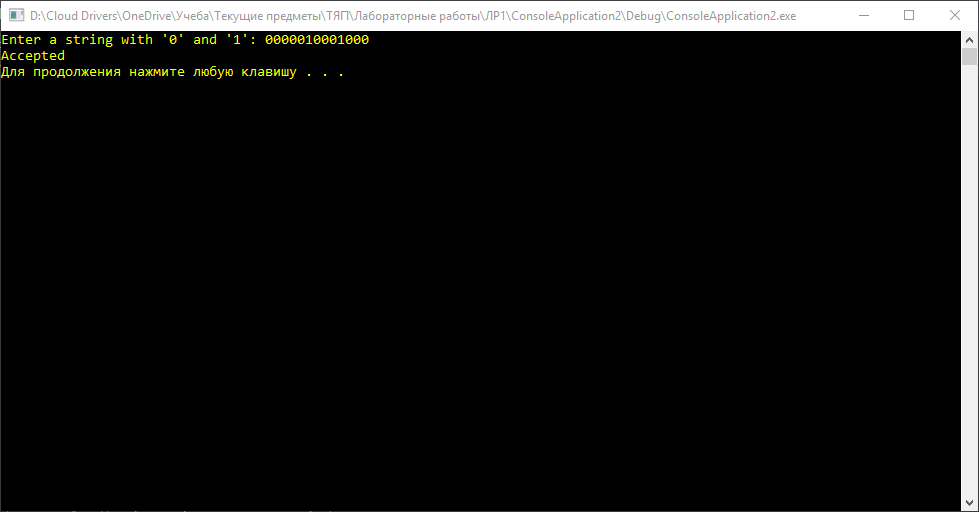 D:\Cloud Drivers\OneDrive\Учеба\Текущие предметы\ТЯП\Лабораторные работы\ЛР1\ConsoleApplication2\Debug\ConsoleApplication2.exe
Enter a string with '0' and '1': 0000010001000
Accepted
Для продолжения нажмите любую клавишу . . .